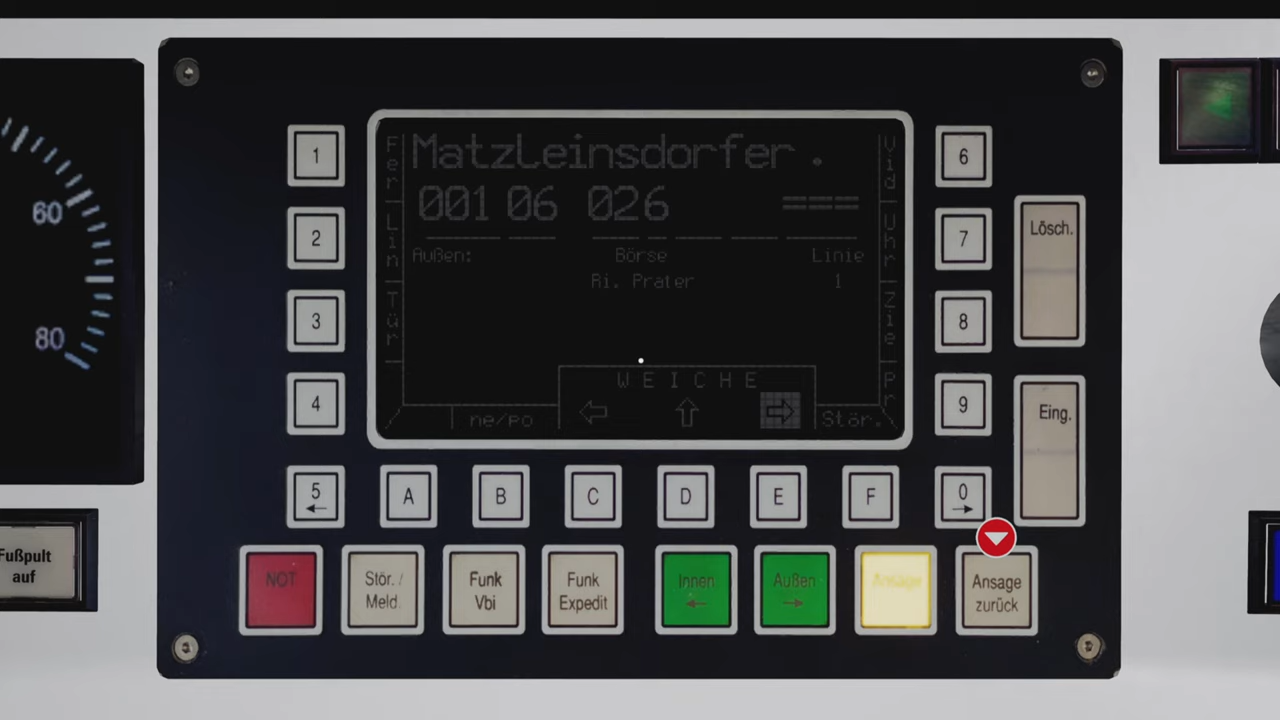 60
80
Fußpult
auf
1
2
3
4
5
6
7
8
9
0
Fer
Lin
Tür
Matzleinsdorfer .
001 06 026 ===
Außen: Börse Linie
Ri. Prater 1
WEICHE
ne/po
Stör.
Vid
Uhr
Zie
Pr
Lösch.
Eing.
A B C D E F
NOT
Stör. /
Meld.
Funk
Vbi
Funk
Expedit
Innen
Außen
Ansage
Ansage
zurück